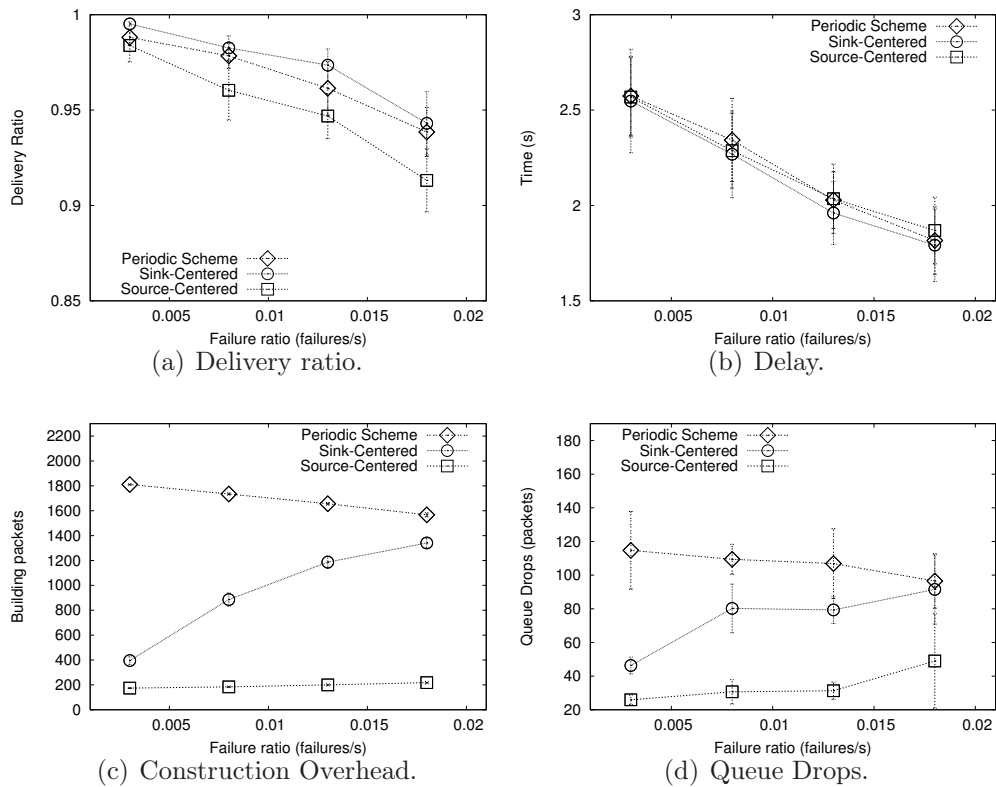 1
0.95
0.9
0.85
Delivery Ratio
Periodic Scheme
Sink-Centered
Source-Centered
0.005 0.01 0.015 0.02
Failure ratio (failures/s)
(a) Delivery ratio.
3
2.5
2
1.5
Time (s)
Periodic Scheme
Sink-Centered
Source-Centered
0.005 0.01 0.015 0.02
Failure ratio (failures/s)
(b) Delay.
2200
2000
1800
1600
1400
1200
1000
800
600
400
200
0
Building packets
Periodic Scheme
Sink-Centered
Source-Centered
0.005 0.01 0.015 0.02
Failure ratio (failures/s)
(c) Construction Overhead.
180
160
140
120
100
80
60
40
20
Queue Drops (packets)
Periodic Scheme
Sink-Centered
Source-Centered
0.005 0.01 0.015 0.02
Failure ratio (failures/s)
(d) Queue Drops.